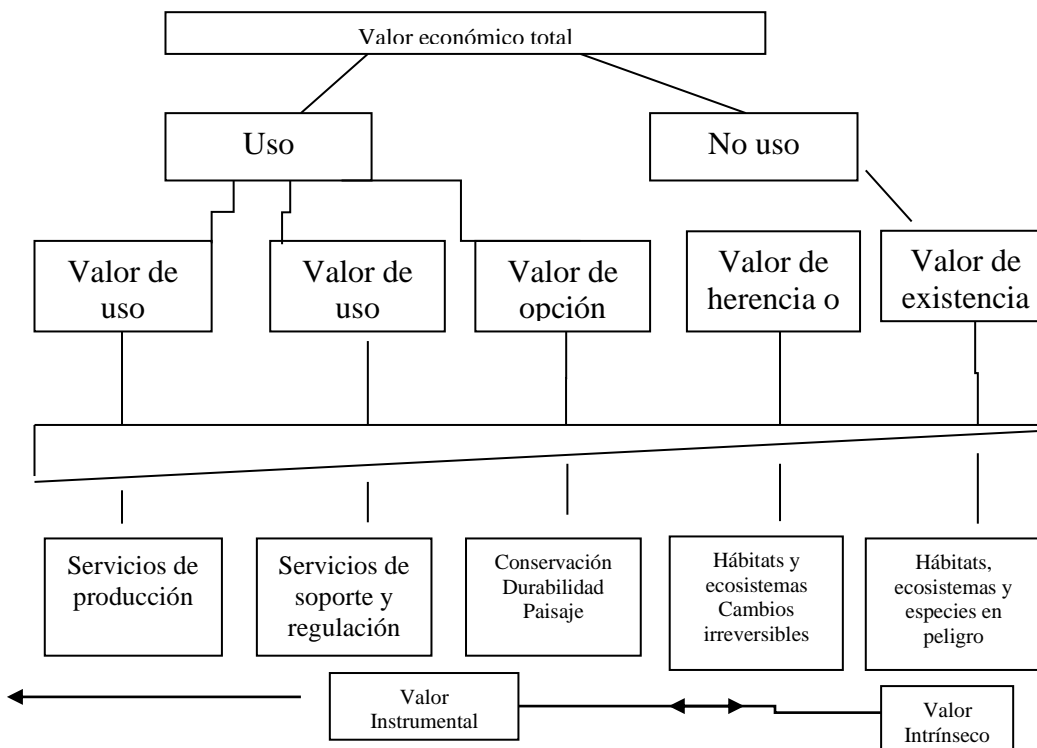 Valor económico total
Uso
No uso
Valor de
uso
Valor de
uso
Valor de
opción
Valor de
herencia o
Valor de
existencia
Servicios de
producción
Servicios de
soporte y
regulación
Conservación
Durabilidad
Paisaje
Hábitats y
ecosistemas
Cambios
irreversibles
Hábitats,
ecosistemas y
especies en
peligro
Valor
Instrumental
Valor
Intrínseco